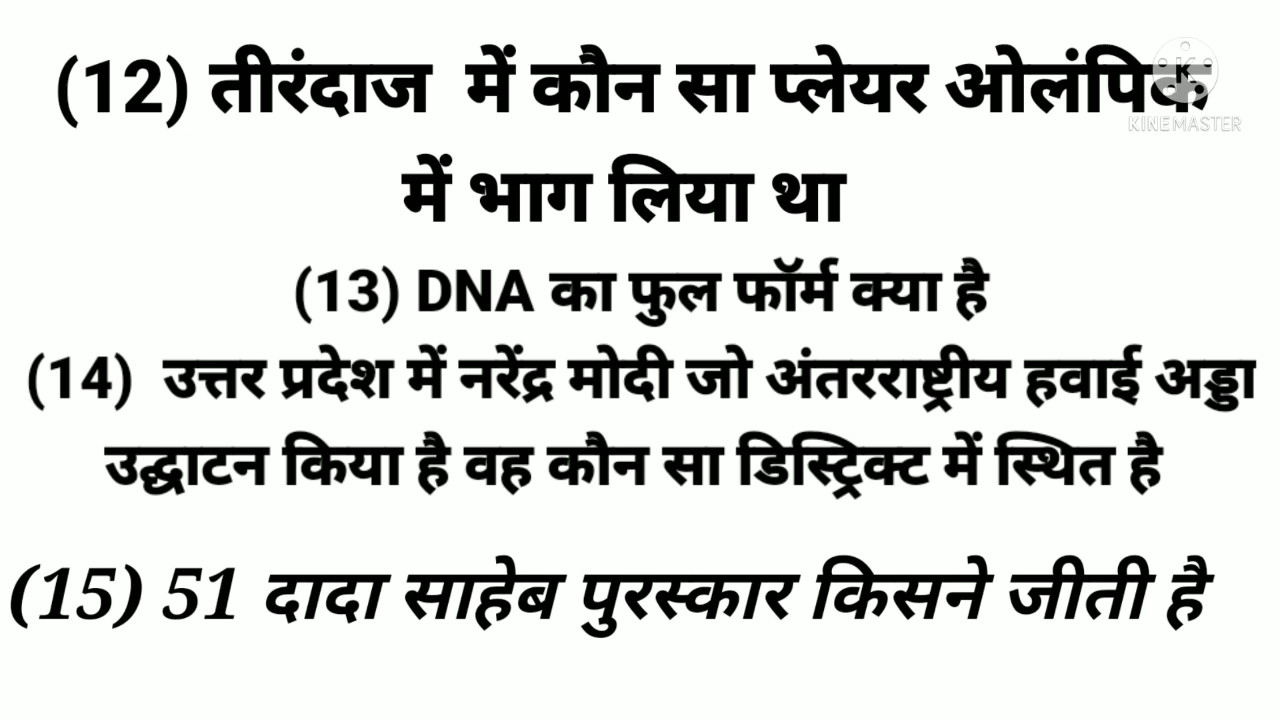 (12) तीरंदाज में कौन सा प्लेयर ओलंपिक
KINEMASTER
में भाग लिया था
(13) DNA का फुल फॉर्म क्या है
(14) उत्तर प्रदेश में नरेंद्र मोदी जो अंतरराष्ट्रीय हवाई अड्डा
उद्घाटन किया है वह कौन सा डिस्ट्रिक्ट में स्थित है
(15) 51 दादा साहेब पुरस्कार किसने जीती है